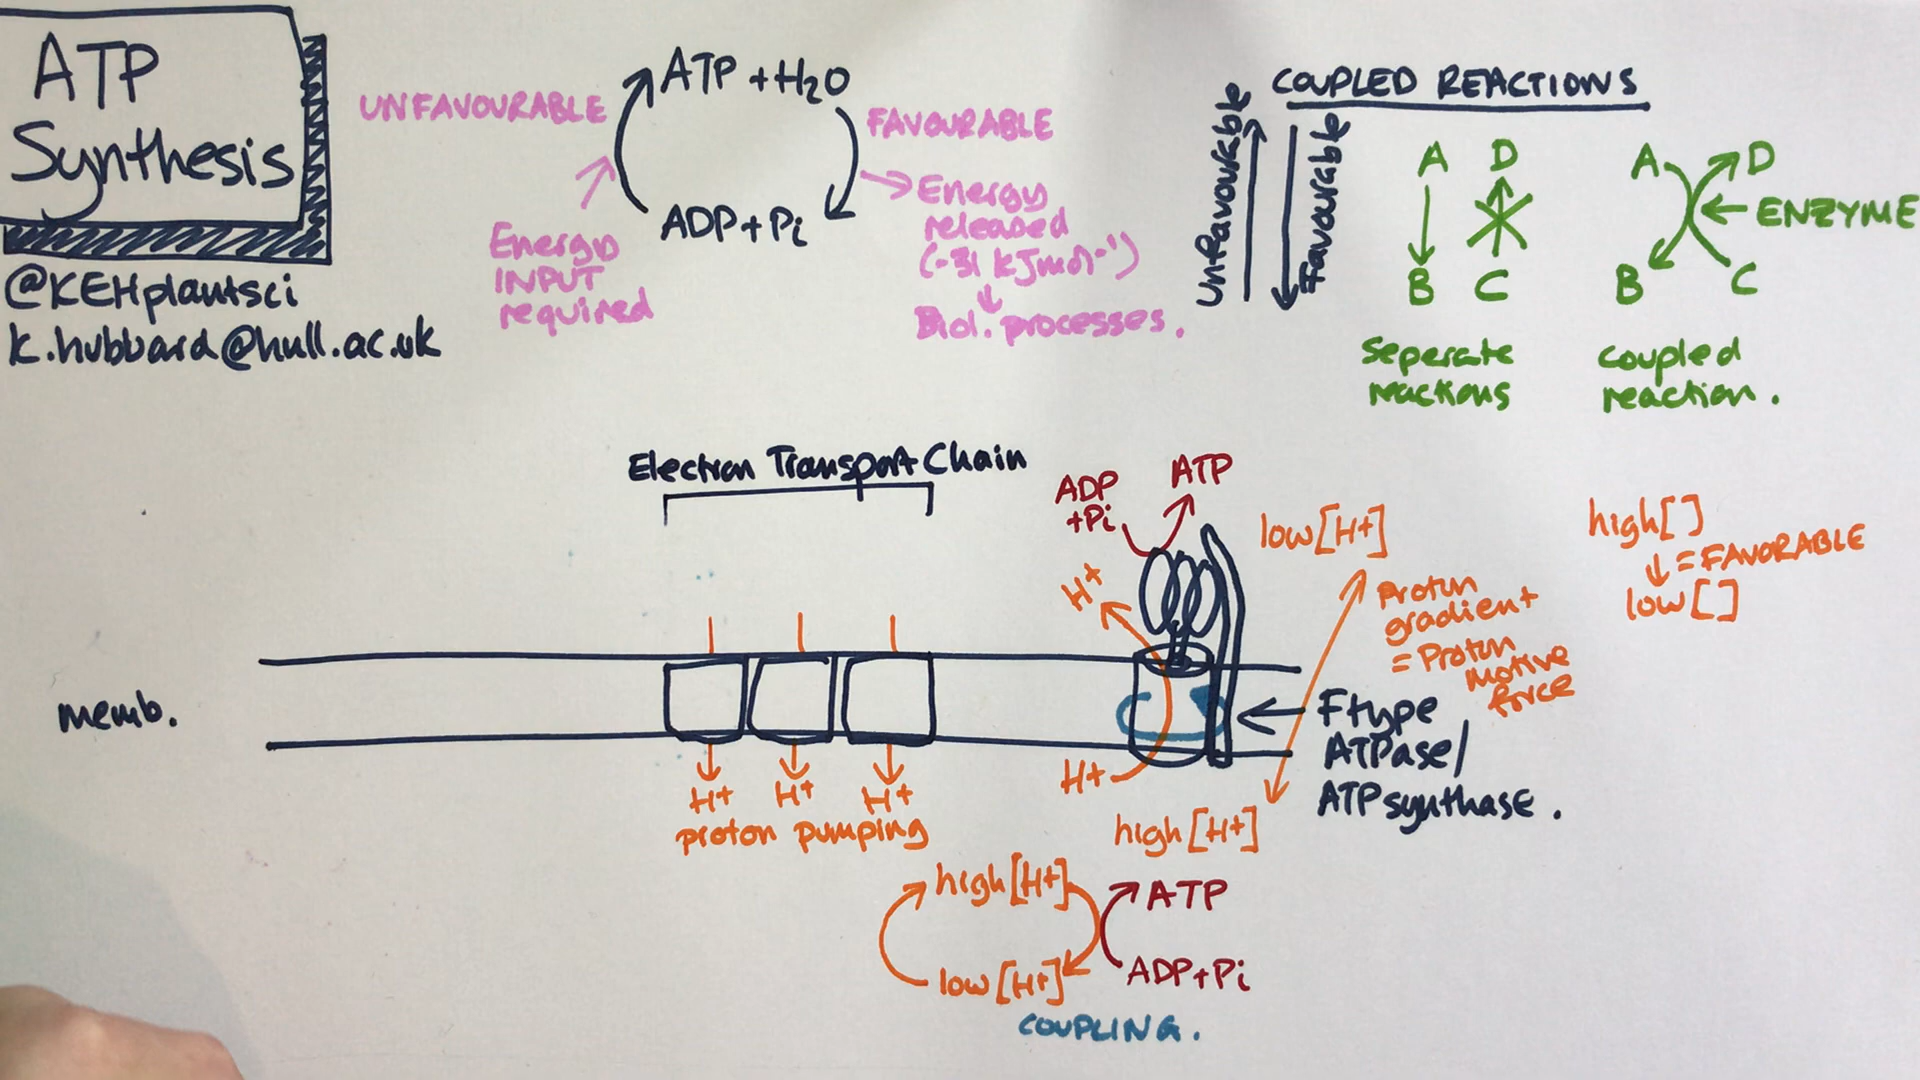 ATP
Synthesis
@KEHplantsci
k.hubbard@hull.ac.uk
UNFAVOURABLE
ATP + H2O
FAVOURABLE
ADP + Pi
Energy
INPUT
required
Energy
released
(-31 kJmol⁻¹)
Biol. processes.
COUPLED REACTIONS
Unfavourable
Favourable
A D
B C
Seperate
reactions
A D
ENZYME
B C
coupled
reaction.
Electron Transport Chain
ADP
+Pi
ATP
H+
low [H+]
Proton
gradient
= Proton
Motive
force
high []
= FAVORABLE
low []
memb.
H+ H+ H+
proton pumping
H+
high [H+]
F type
ATPase/
ATP synthase.
high [H+]
low [H+]
ATP
ADP + Pi
COUPLING.